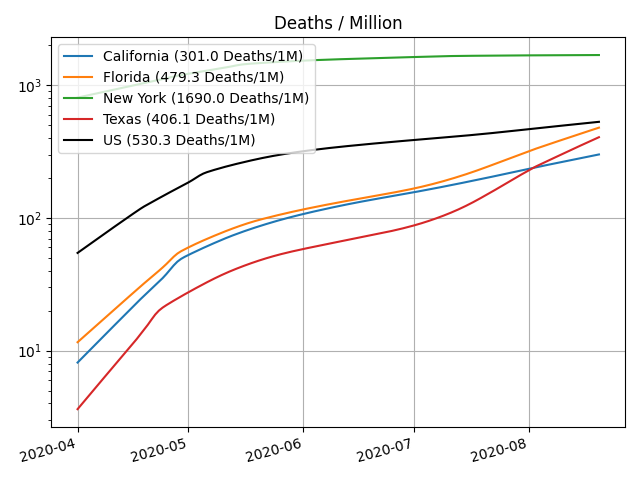 Deaths / Million
California (301.0 Deaths/1M)
Florida (479.3 Deaths/1M)
New York (1690.0 Deaths/1M)
Texas (406.1 Deaths/1M)
US (530.3 Deaths/1M)
10³
10²
10¹
2020-04
2020-05
2020-06
2020-07
2020-08